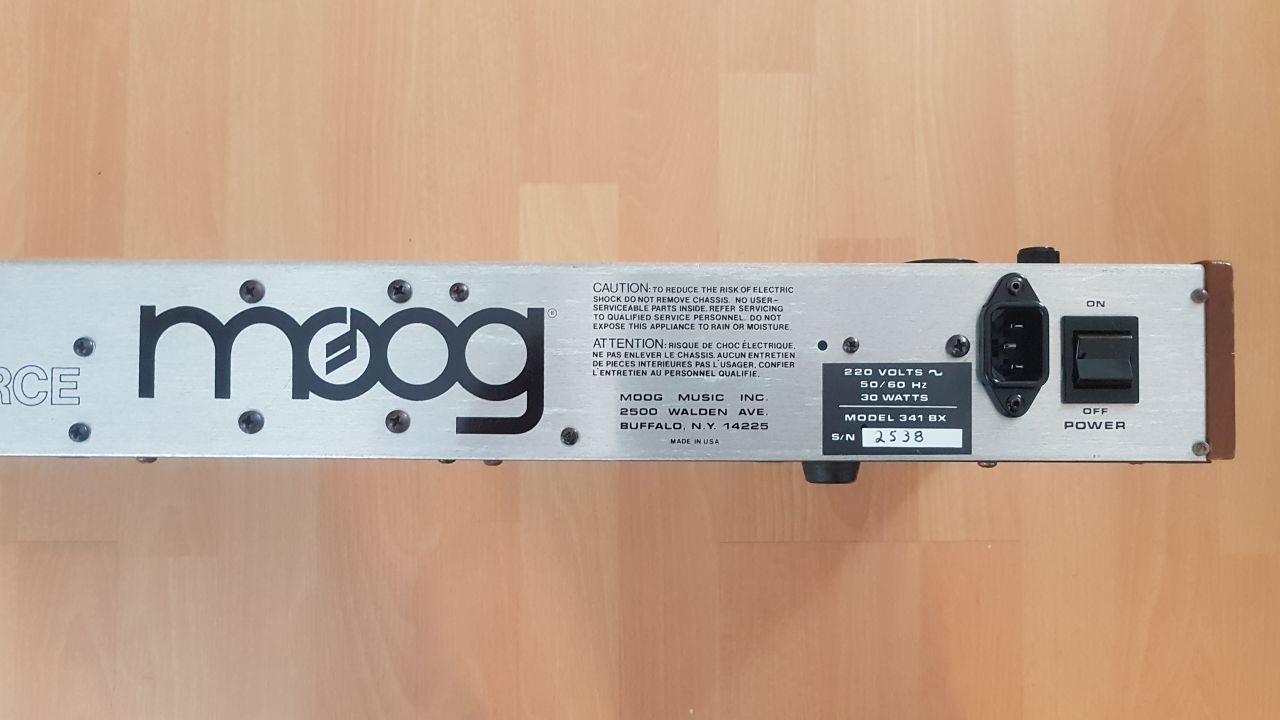 RCE
moog®
CAUTION: TO REDUCE THE RISK OF ELECTRIC
SHOCK DO NOT REMOVE CHASSIS. NO USER-
SERVICEABLE PARTS INSIDE. REFER SERVICING
TO QUALIFIED SERVICE PERSONNEL. DO NOT
EXPOSE THIS APPLIANCE TO RAIN OR MOISTURE.
ATTENTION: RISQUE DE CHOC ÉLECTRIQUE,
NE PAS ENLEVER LE CHASSIS. AUCUN ENTRETIEN
DE PIECES INTERIEURES PAS L'USAGER, CONFIER
L'ENTRETIEN AU PERSONNEL QUALIFIE.
MOOG MUSIC INC.
2500 WALDEN AVE.
BUFFALO, N.Y. 14225
MADE IN USA
220 VOLTS ~
50/60 HZ
30 WATTS
MODEL 341 BX
S/N 2538
ON
OFF
POWER